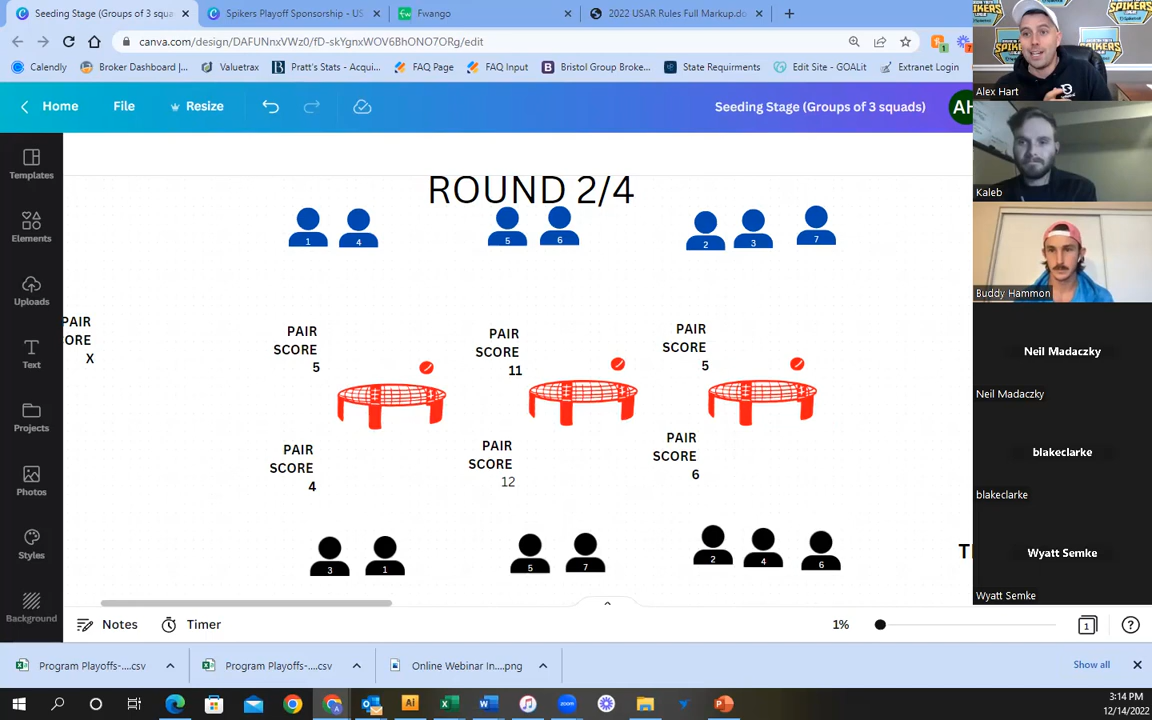 Seeding Stage (Groups of 3 squads)
Spikers Playoff Sponsorship - US
Fwango
2022 USAR Rules Full Markup.do
canva.com/design/DAFUNnxVWz0/fD-skYgnxWOV6BhONO7ORg/edit
Calendly
Broker Dashboard |...
Valuetrax
Pratt's Stats - Acqui...
FAQ Page
FAQ Input
Bristol Group Broke...
State Requirments
Edit Site - GOALit
Extranet Login
Home
File
Resize
Seeding Stage (Groups of 3 squads)
AH
Templates
Elements
Uploads
Text
Projects
Photos
Styles
Background
ROUND 2/4
1 4 5 6 2 3 7
PAIR
ORE
X
PAIR
SCORE
5
PAIR
SCORE
11
PAIR
SCORE
5
PAIR
SCORE
4
PAIR
SCORE
12
PAIR
SCORE
6
3 1 5 7 2 4 6
Notes
Timer
1%
1
Program Playoffs-....csv
Program Playoffs-....csv
Online Webinar In....png
Show all
3:14 PM
12/14/2022
Alex Hart
Kaleb
Buddy Hammon
Neil Madaczky
Neil Madaczky
blakeclarke
blakeclarke
Wyatt Semke
Wyatt Semke